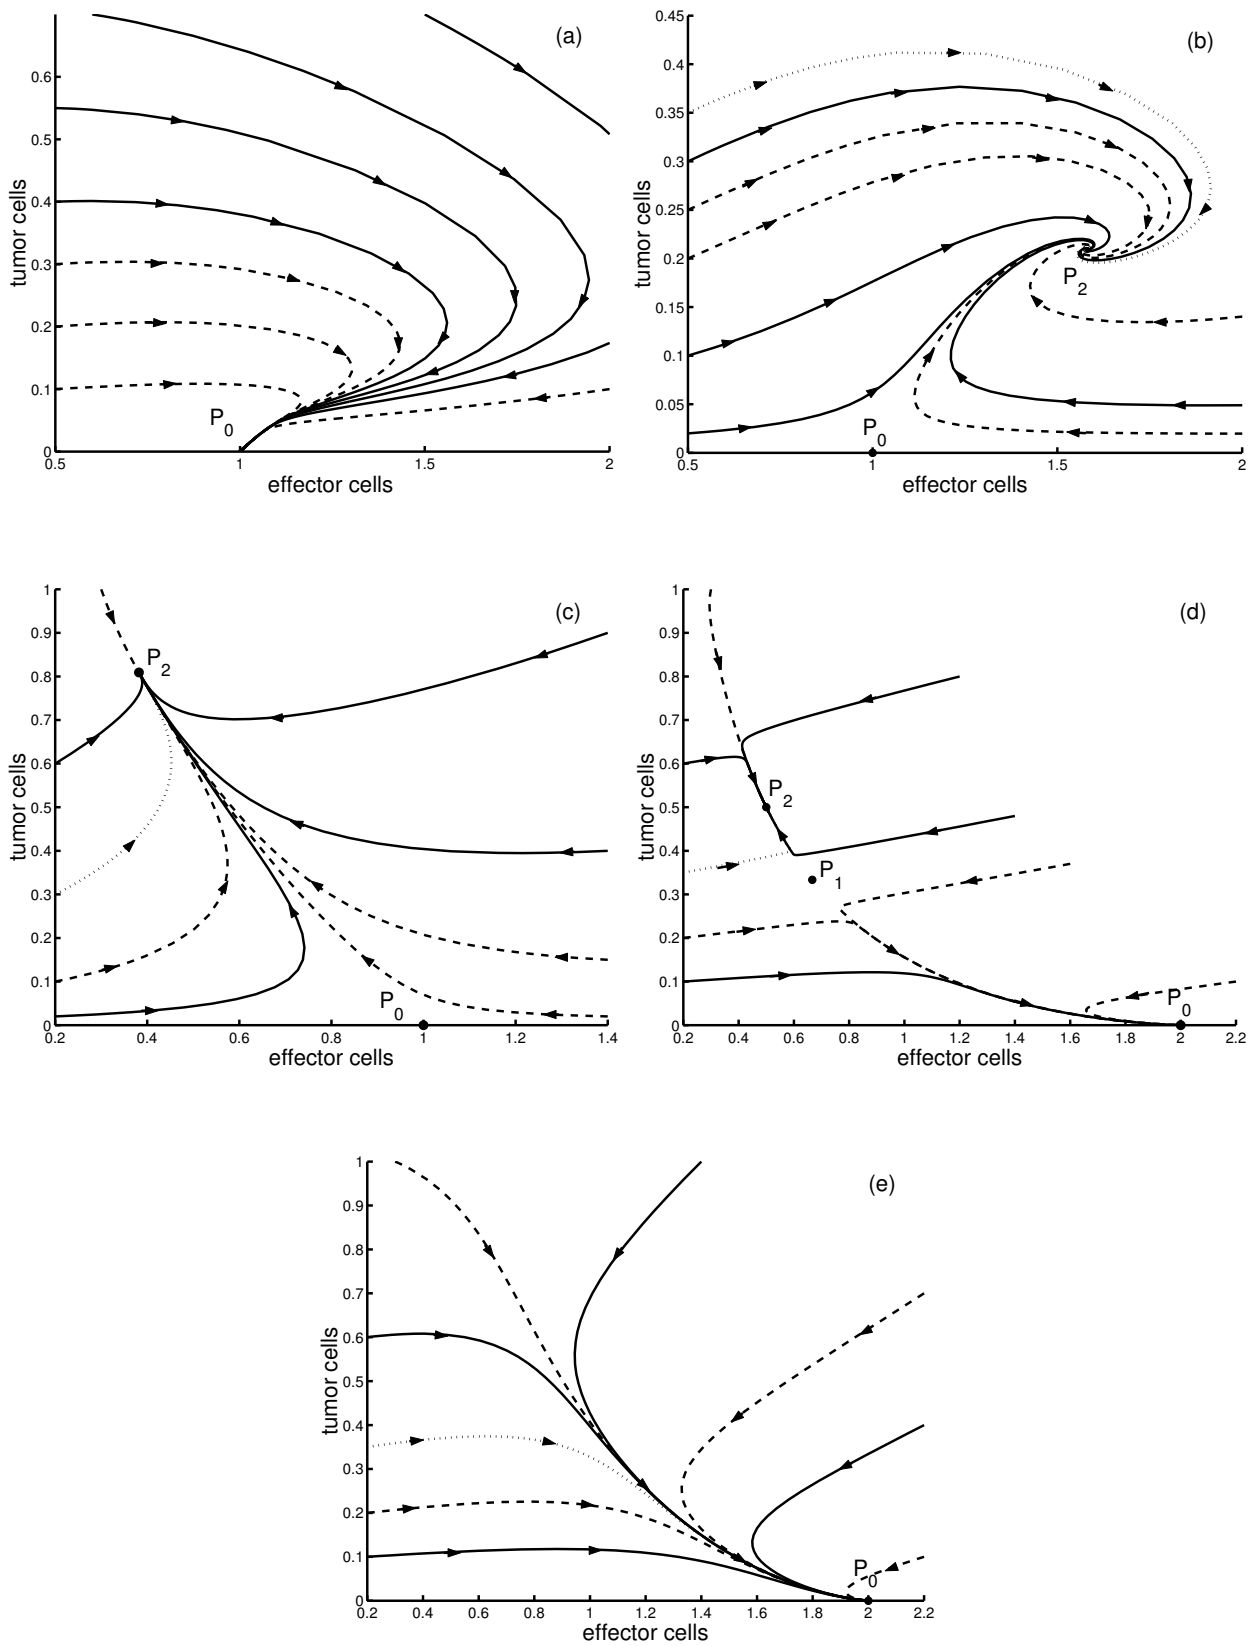 (a)
tumor cells
0.6
0.5
0.4
0.3
0.2
0.1
0
P0
0.5 1 1.5 2
effector cells
(b)
tumor cells
0.45
0.4
0.35
0.3
0.25
0.2
0.15
0.1
0.05
0
P2
P0
0.5 1 1.5 2
effector cells
(c)
tumor cells
1
0.9
0.8
0.7
0.6
0.5
0.4
0.3
0.2
0.1
0
P2
P0
0.2 0.4 0.6 0.8 1 1.2 1.4
effector cells
(d)
tumor cells
1
0.9
0.8
0.7
0.6
0.5
0.4
0.3
0.2
0.1
0
P2
P1
P0
0.2 0.4 0.6 0.8 1 1.2 1.4 1.6 1.8 2 2.2
effector cells
(e)
tumor cells
1
0.9
0.8
0.7
0.6
0.5
0.4
0.3
0.2
0.1
0
P0
0.2 0.4 0.6 0.8 1 1.2 1.4 1.6 1.8 2 2.2
effector cells